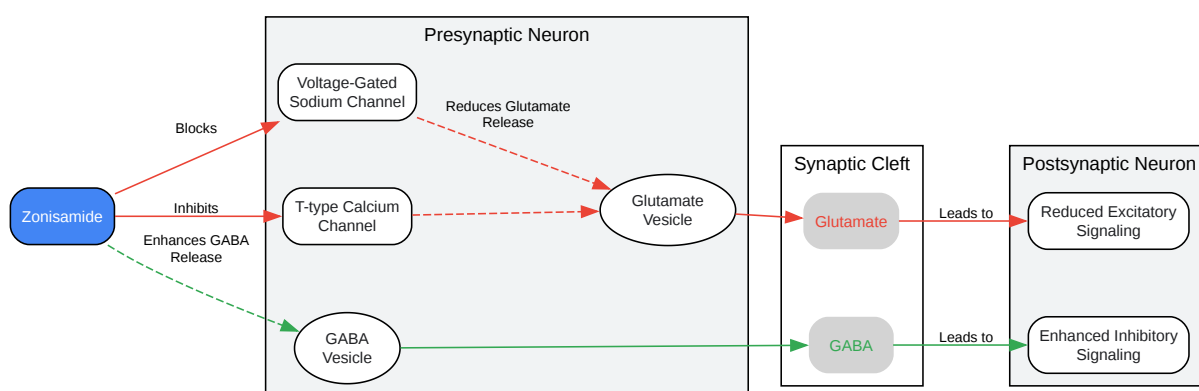 Presynaptic Neuron
Voltage-Gated
Sodium Channel
Reduces Glutamate
Release
Blocks
Synaptic Cleft
Postsynaptic Neuron
Zonisamide
Inhibits
T-type Calcium
Channel
Glutamate
Vesicle
Glutamate
Leads to
Reduced Excitatory
Signaling
Enhances GABA
Release
GABA
Vesicle
GABA
Leads to
Enhanced Inhibitory
Signaling